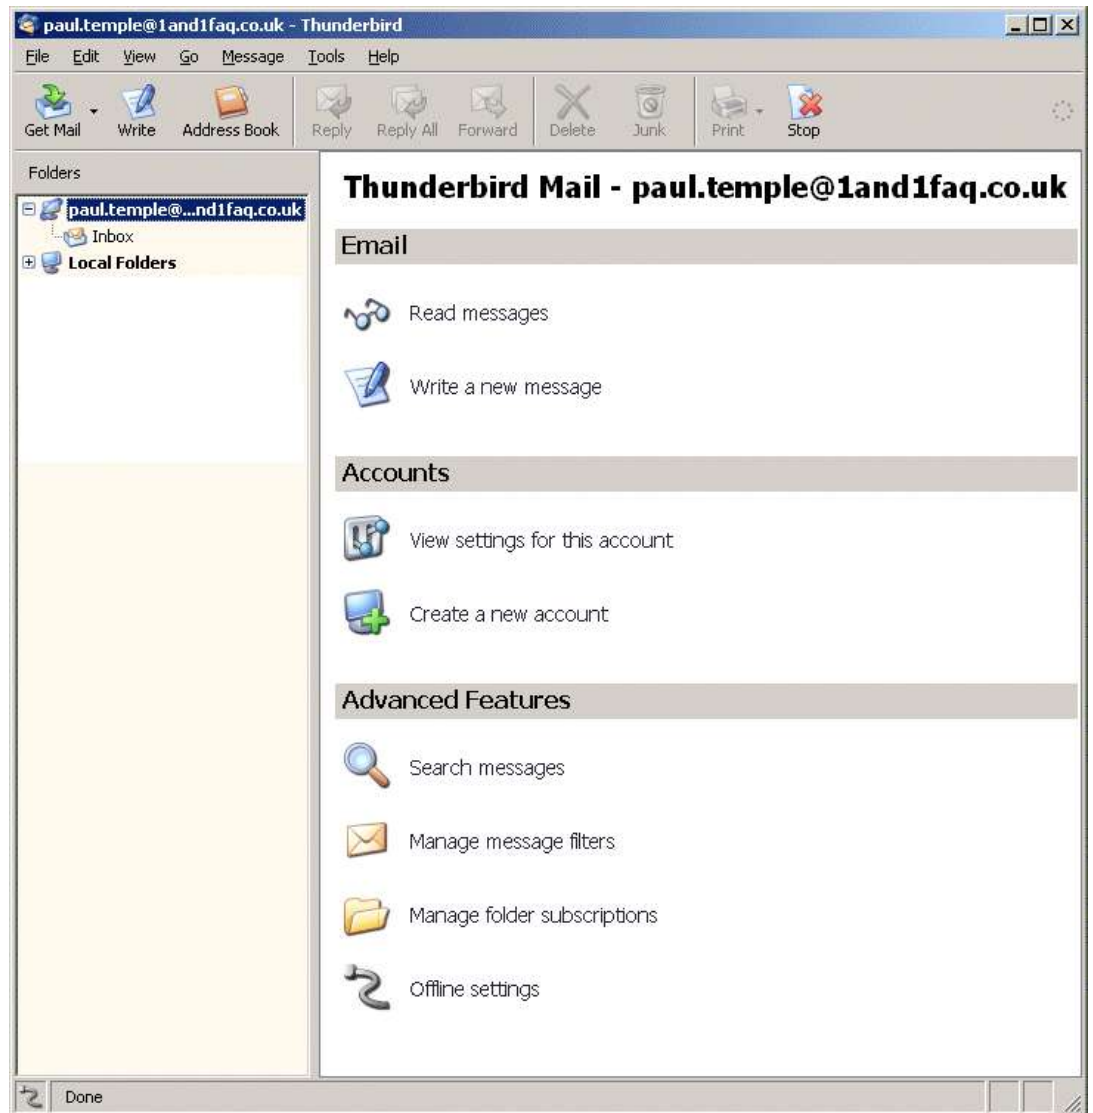 paul.temple@1and1faq.co.uk - Thunderbird
File Edit View Go Message Tools Help
Get Mail Write Address Book Reply Reply All Forward Delete Junk Print Stop
Folders
paul.temple@...nd1faq.co.uk
Inbox
Local Folders
Thunderbird Mail - paul.temple@1and1faq.co.uk
Email
Read messages
Write a new message
Accounts
View settings for this account
Create a new account
Advanced Features
Search messages
Manage message filters
Manage folder subscriptions
Offline settings
Done